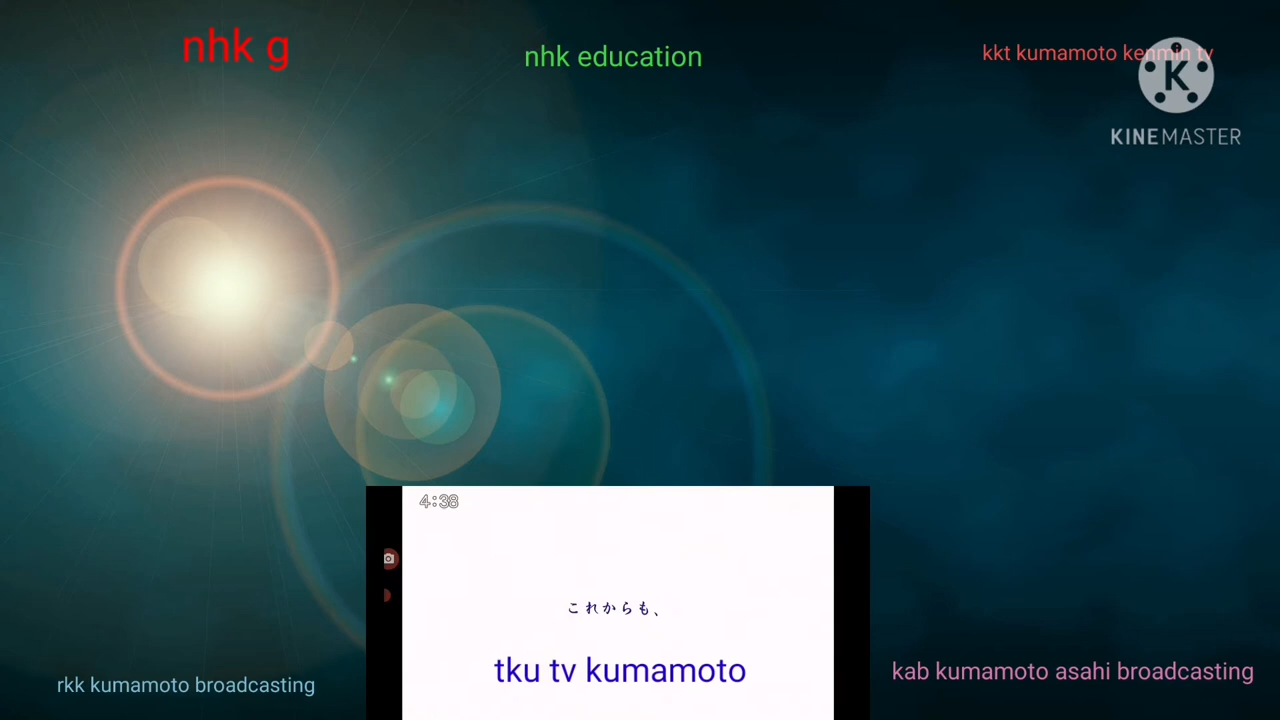 nhk g
nhk education
kkt kumamoto kenmin tv
K
KINEMASTER
4:38
これからも、
tku tv kumamoto
rkk kumamoto broadcasting
kab kumamoto asahi broadcasting